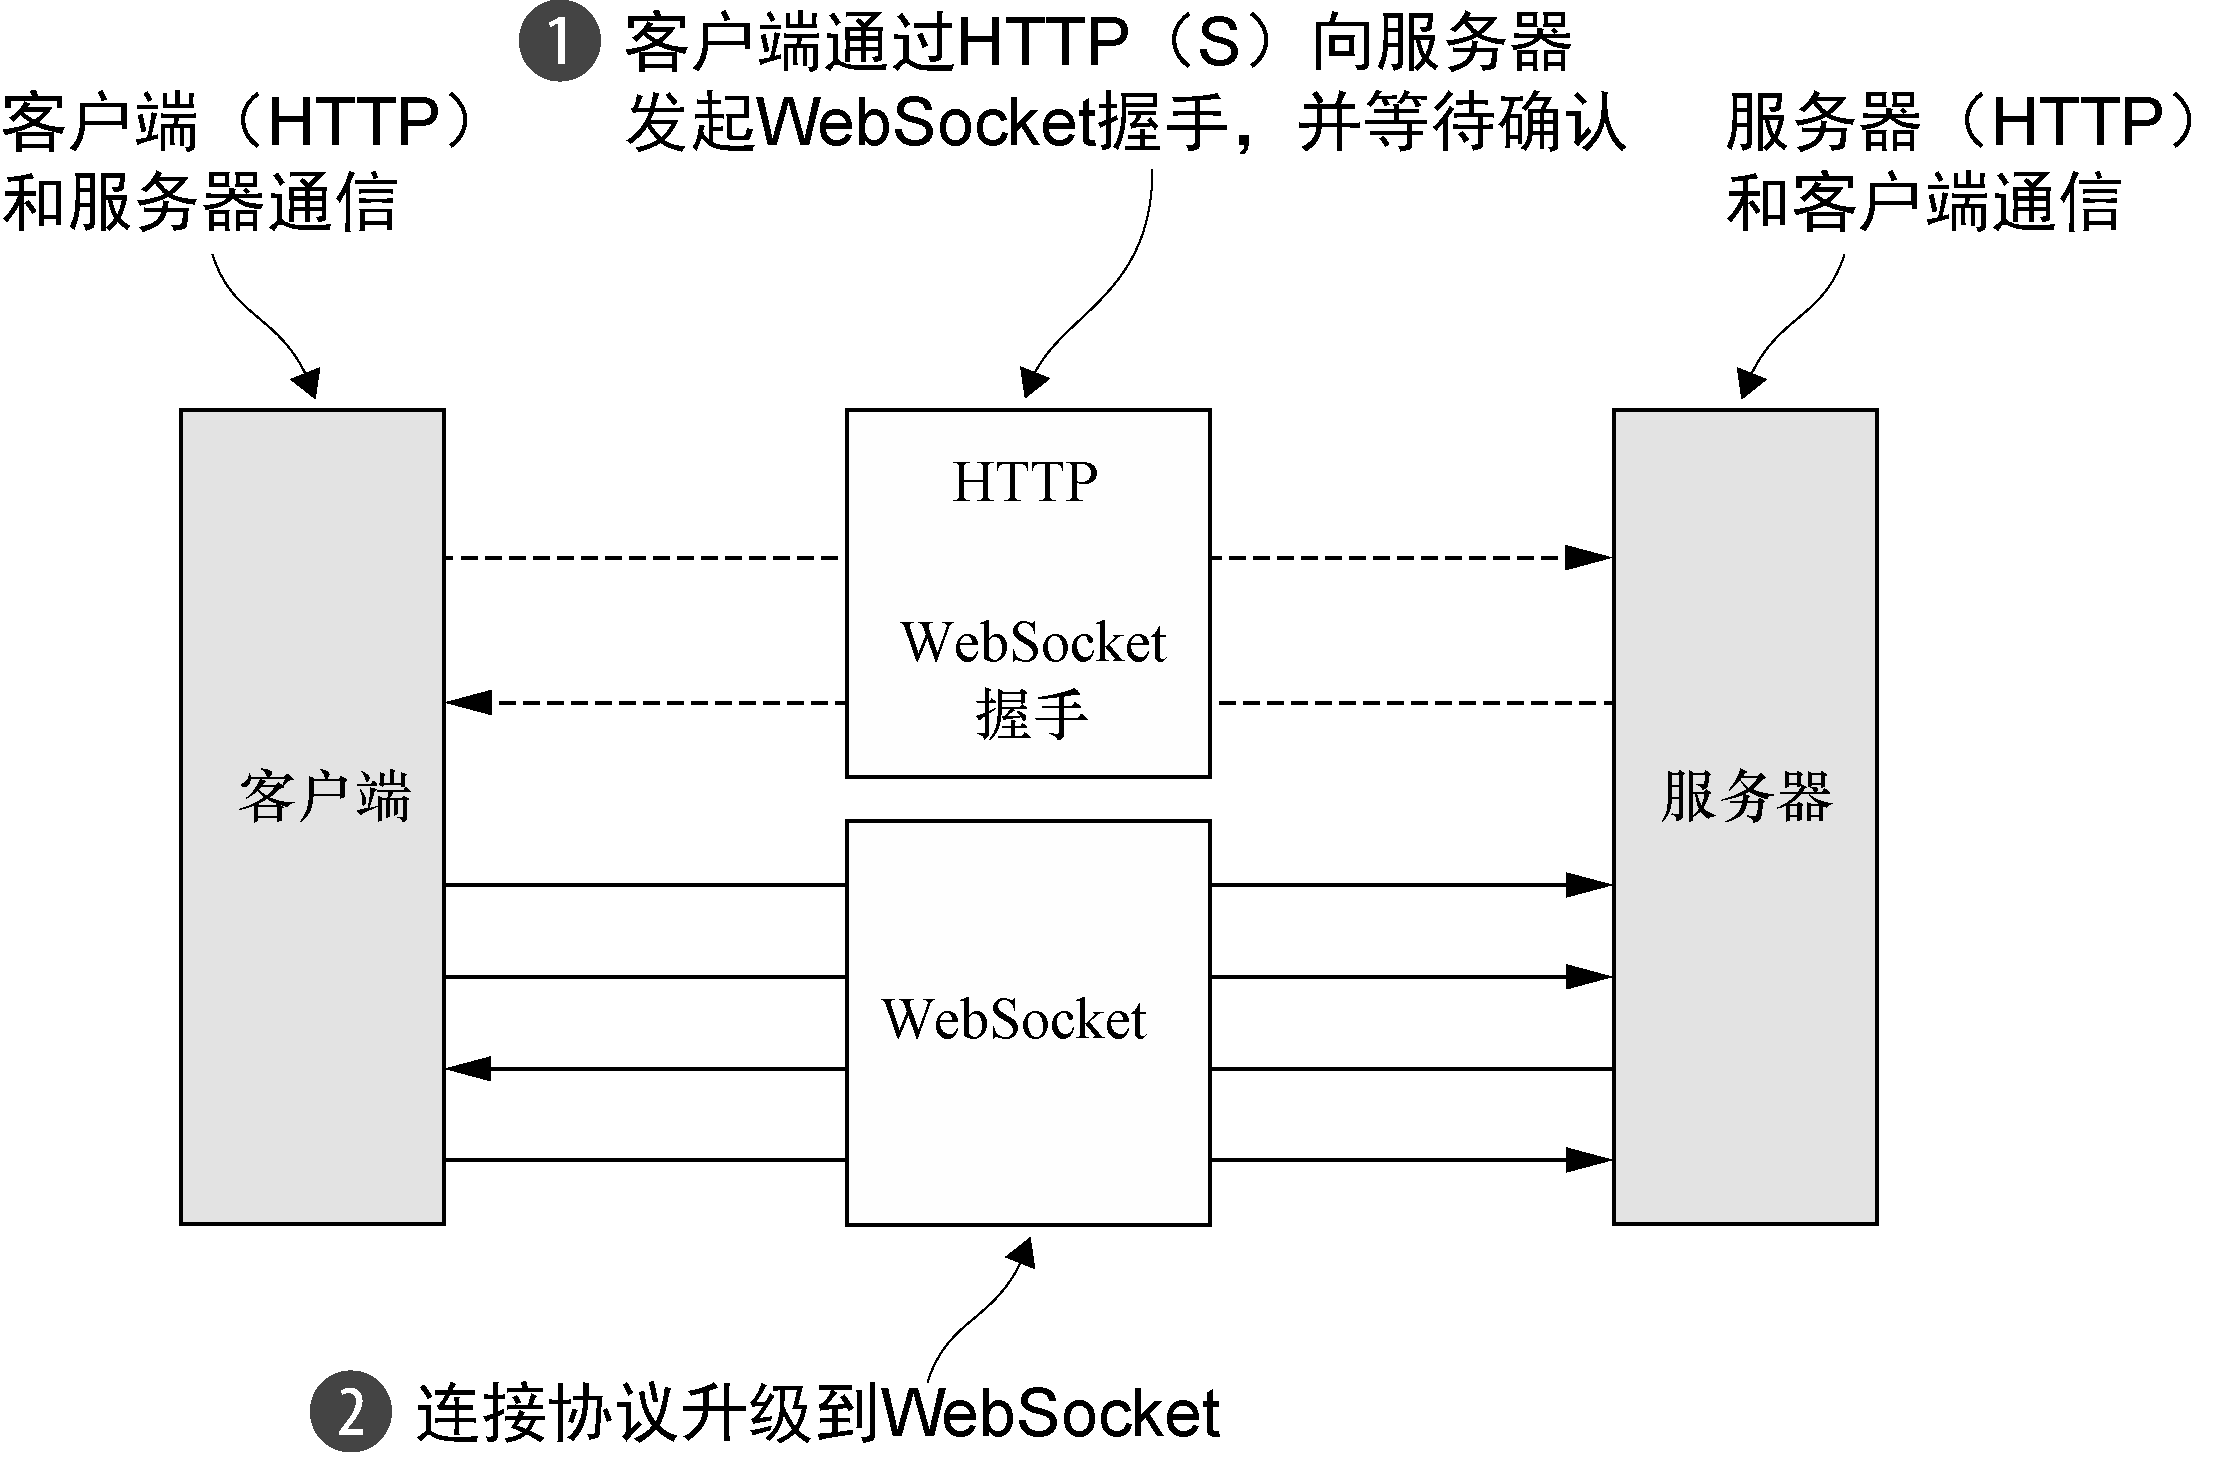 1 客户端通过HTTP（S）向服务器
发起WebSocket握手，并等待确认
客户端（HTTP）
和服务器通信
服务器（HTTP）
和客户端通信
HTTP
WebSocket
握手
客户端
服务器
WebSocket
2 连接协议升级到WebSocket